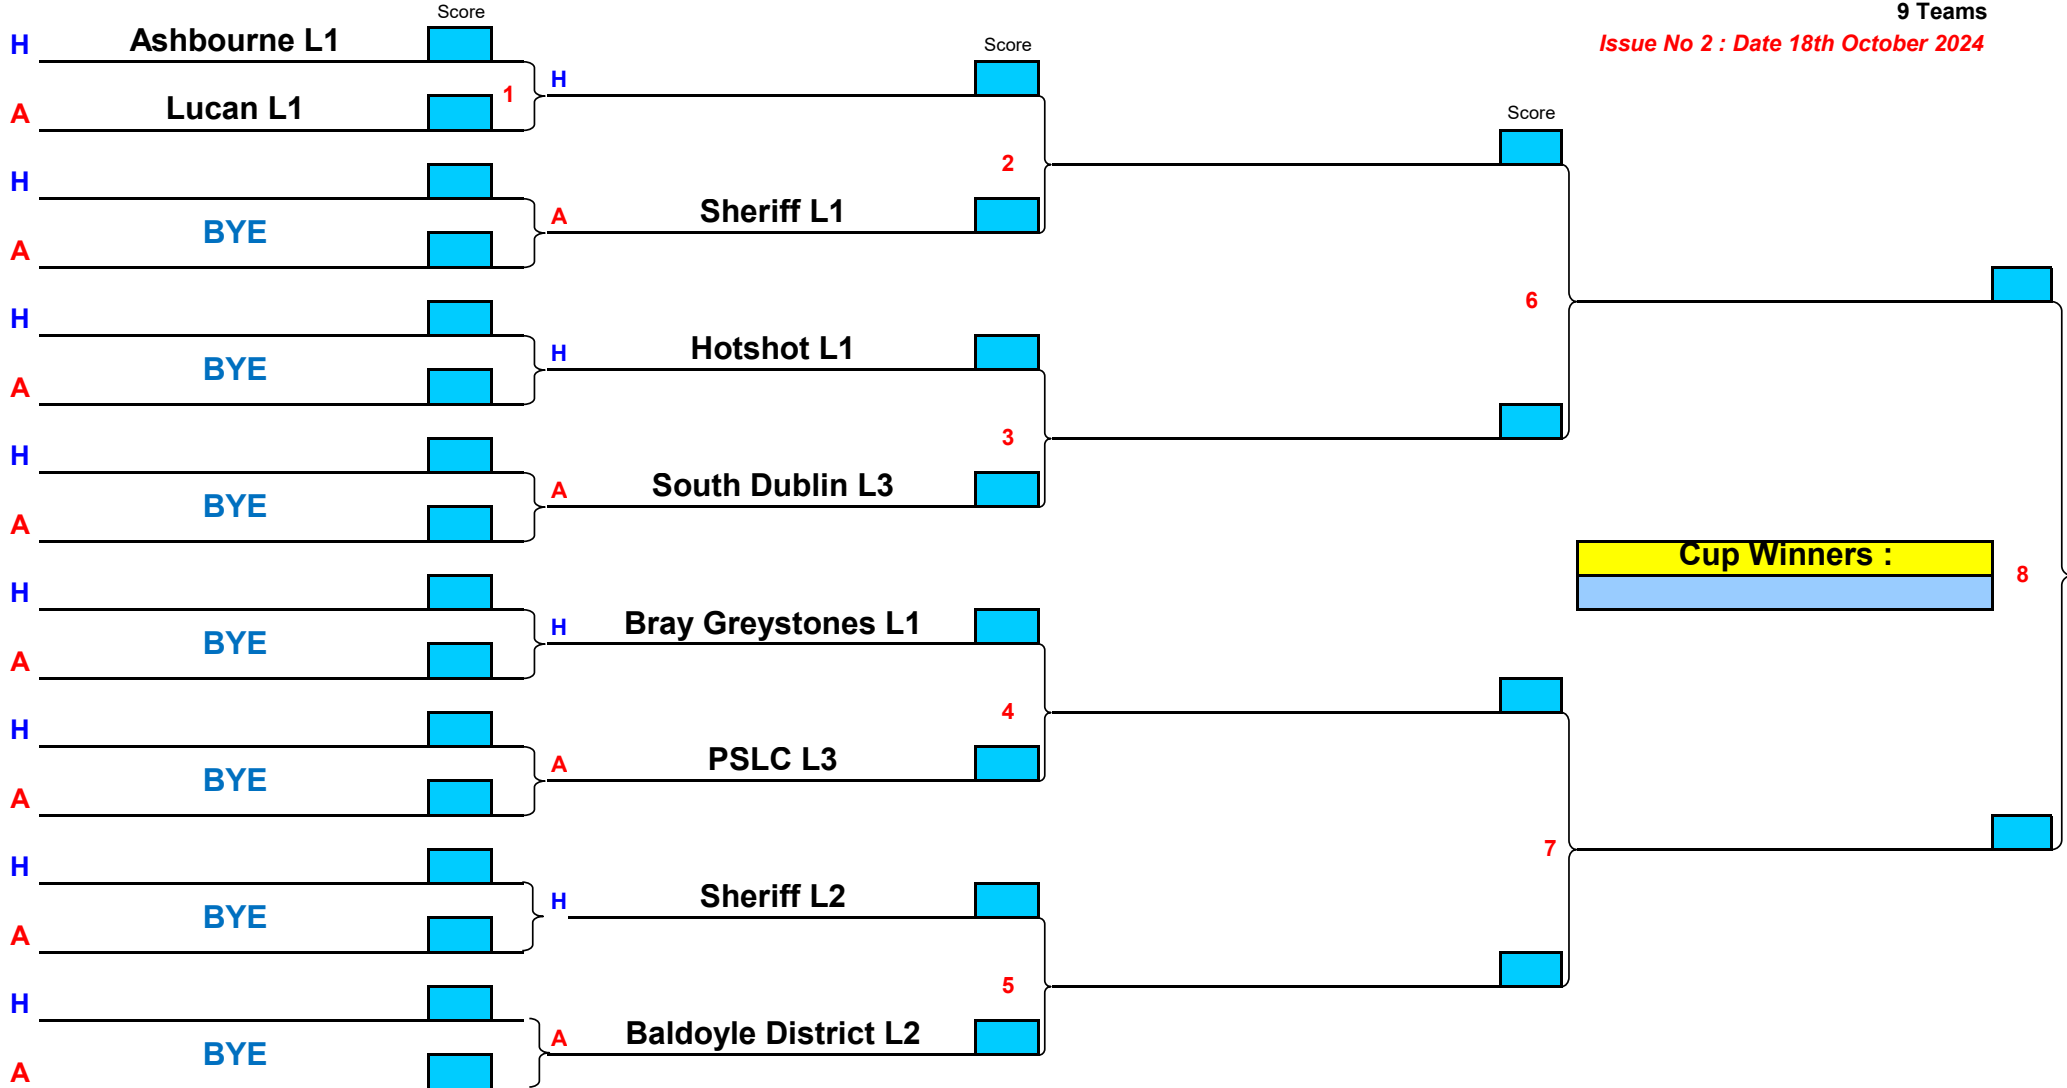 Score
9 Teams
H Ashbourne L1
Issue No 2 : Date 18th October 2024
Score
H
1
A Lucan L1
Score
2
H
BYE
A Sheriff L1
A
6
H
BYE
H Hotshot L1
A
3
H
BYE
A South Dublin L3
A
Cup Winners :
8
H
BYE
H Bray Greystones L1
A
4
H
BYE
A PSLC L3
A
7
H
BYE
H Sheriff L2
A
5
H
BYE
A Baldoyle District L2
A